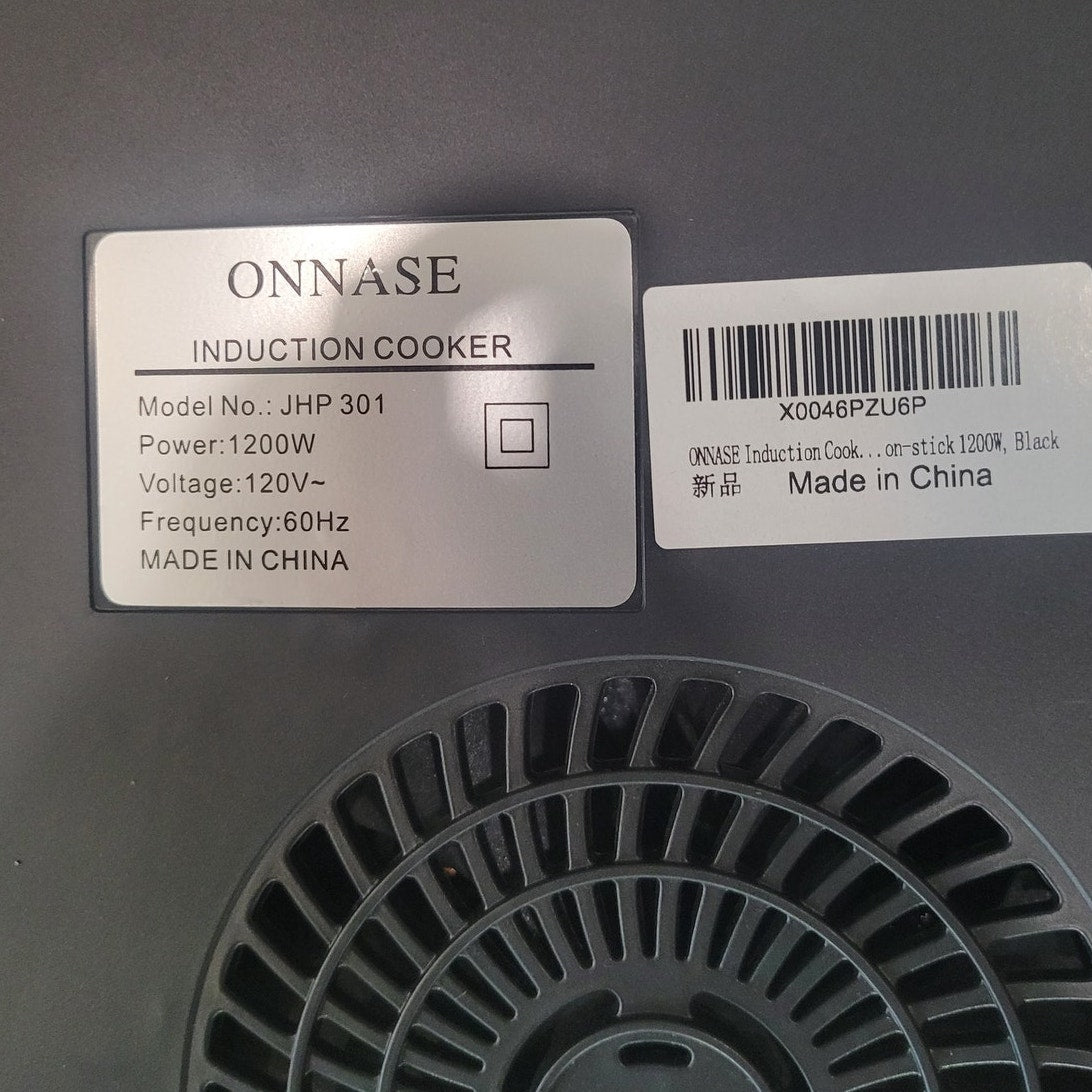 ONNASE
INDUCTION COOKER
Model No.: JHP 301
Power:1200W
Voltage:120V~
Frequency:60Hz
MADE IN CHINA
X0046PZU6P
ONNASE Induction Cook...on-stick 1200W, Black
新品 Made in China